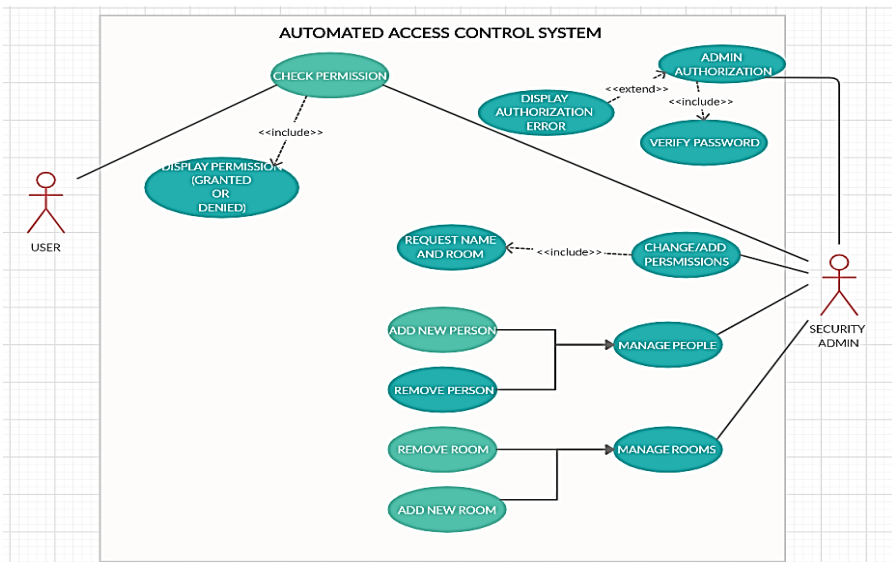 AUTOMATED ACCESS CONTROL SYSTEM
CHECK PERMISSION
ADMIN
AUTHORIZATION
<<extend>>
DISPLAY
AUTHORIZATION
ERROR
<<include>>
<<include>>
VERIFY PASSWORD
DISPLAY PERMISSION
(GRANTED
OR
DENIED)
USER
REQUEST NAME
AND ROOM
<<include>>
CHANGE/ADD
PERSMISSIONS
SECURITY
ADMIN
ADD NEW PERSON
MANAGE PEOPLE
REMOVE PERSON
REMOVE ROOM
MANAGE ROOMS
ADD NEW ROOM